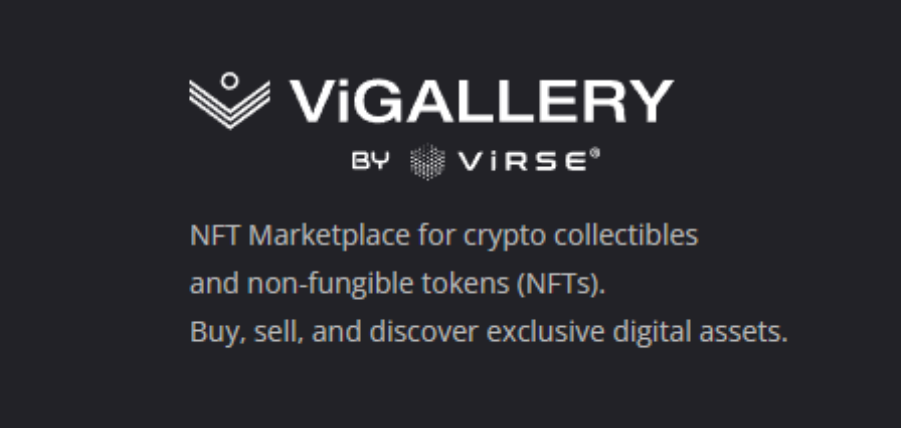 ViGALLERY
BY ViRSE®
NFT Marketplace for crypto collectibles
and non-fungible tokens (NFTs).
Buy, sell, and discover exclusive digital assets.